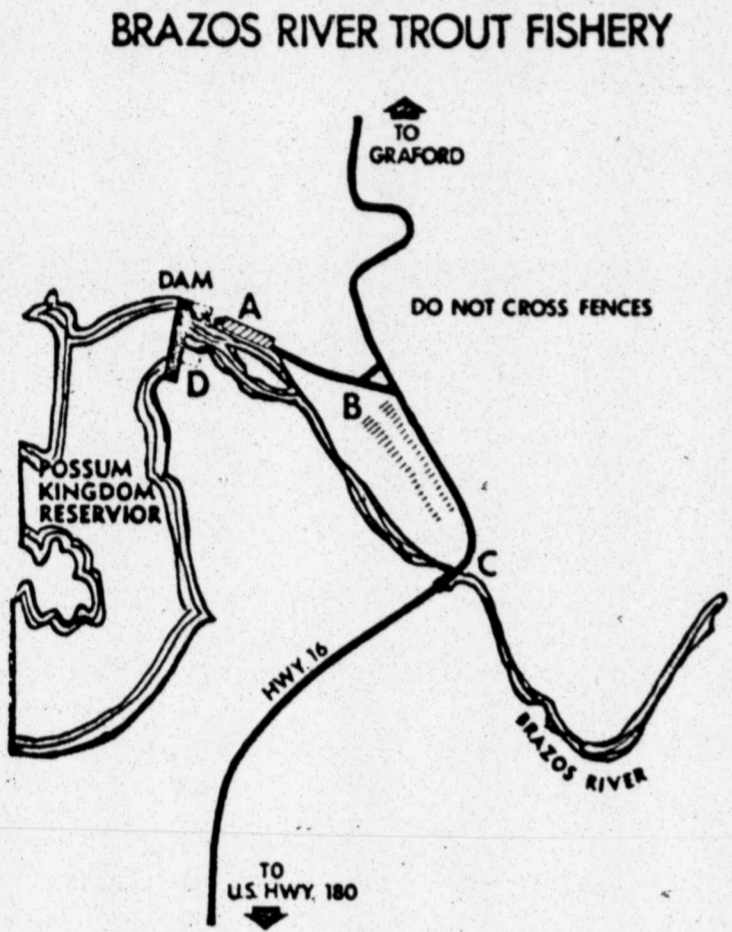 BRAZOS RIVER TROUT FISHERY
TO
GRAFORD
DAM
A
DO NOT CROSS FENCES
D
B
POSSUM
KINGDOM
RESERVIOR
C
HWY. 16
BRAZOS RIVER
TO
U.S. HWY. 180